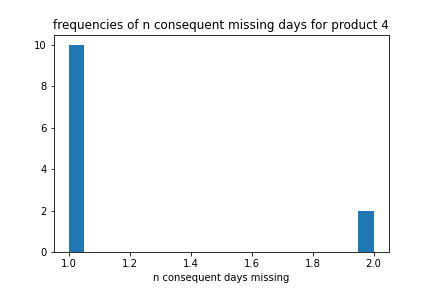 frequencies of n consequent missing days for product 4
10
8
6
4
2
0
1.0 1.2 1.4 1.6 1.8 2.0
n consequent days missing